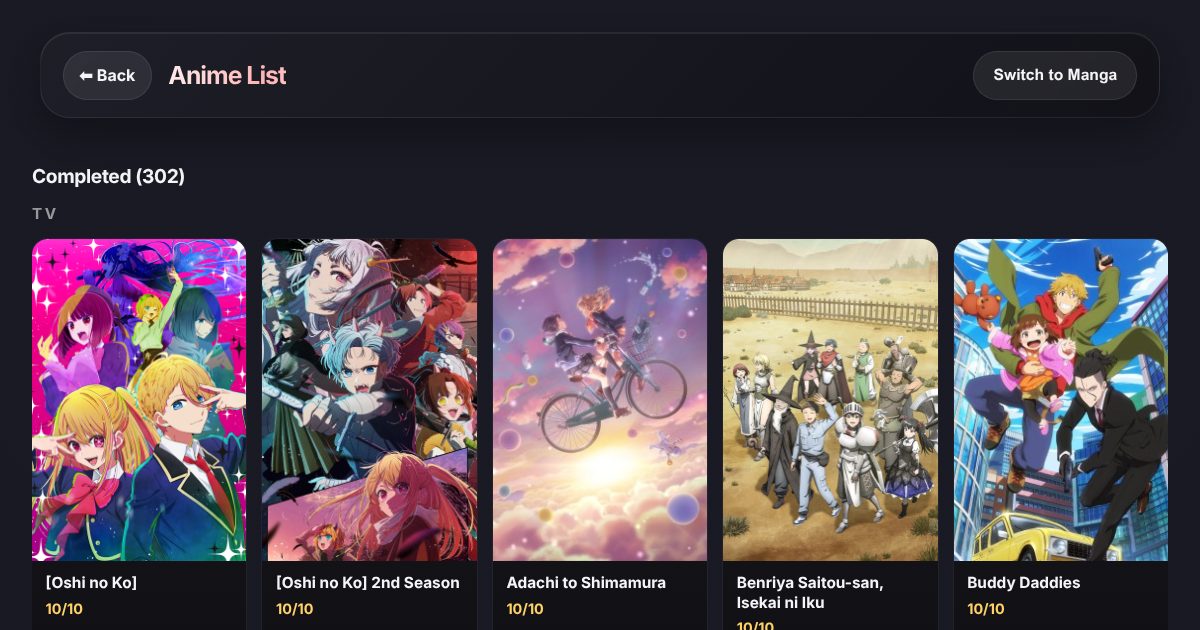 ⬅ Back
Anime List
Switch to Manga
Completed (302)
TV
[Oshi no Ko]
10/10
[Oshi no Ko] 2nd Season
10/10
Adachi to Shimamura
10/10
Benriya Saitou-san,
Isekai ni Iku
10/10
Buddy Daddies
10/10